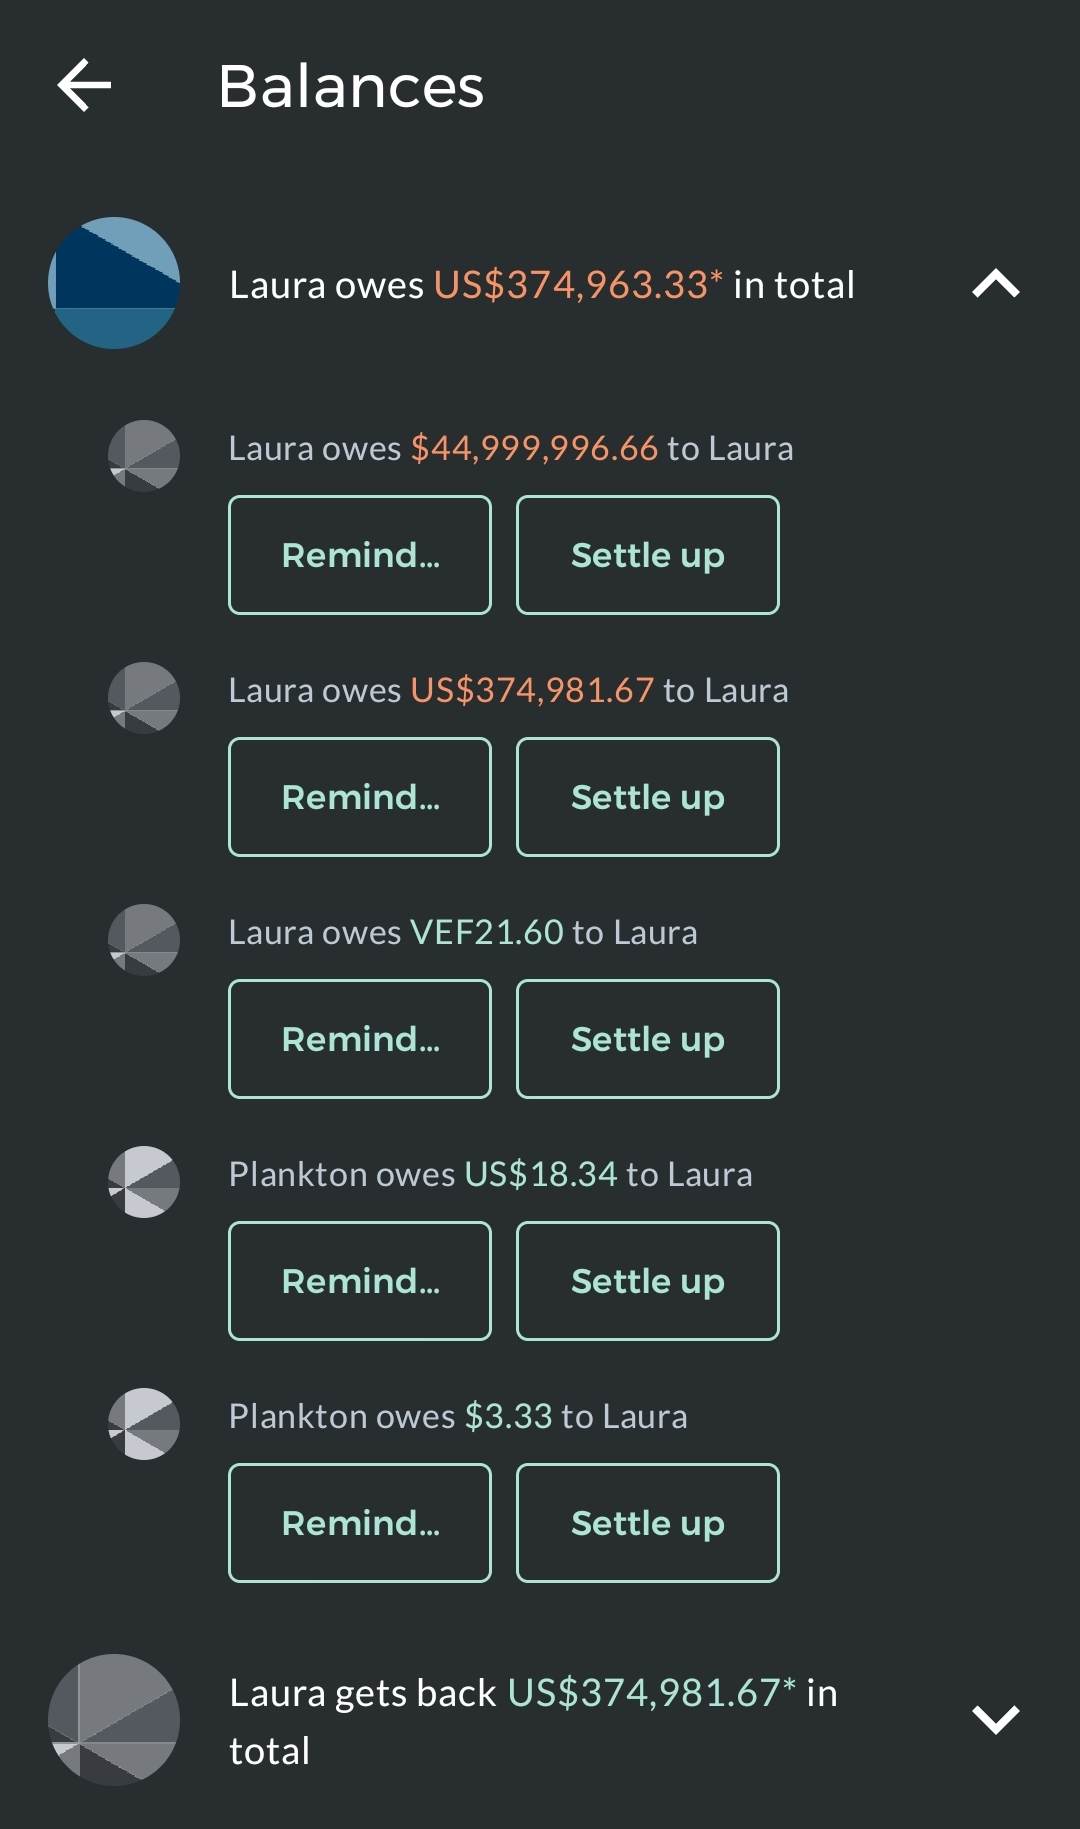 Balances
Laura owes US$374,963.33* in total
Laura owes $44,999,996.66 to Laura
Remind...
Settle up
Laura owes US$374,981.67 to Laura
Remind...
Settle up
Laura owes VEF21.60 to Laura
Remind...
Settle up
Plankton owes US$18.34 to Laura
Remind...
Settle up
Plankton owes $3.33 to Laura
Remind...
Settle up
Laura gets back US$374,981.67* in
total